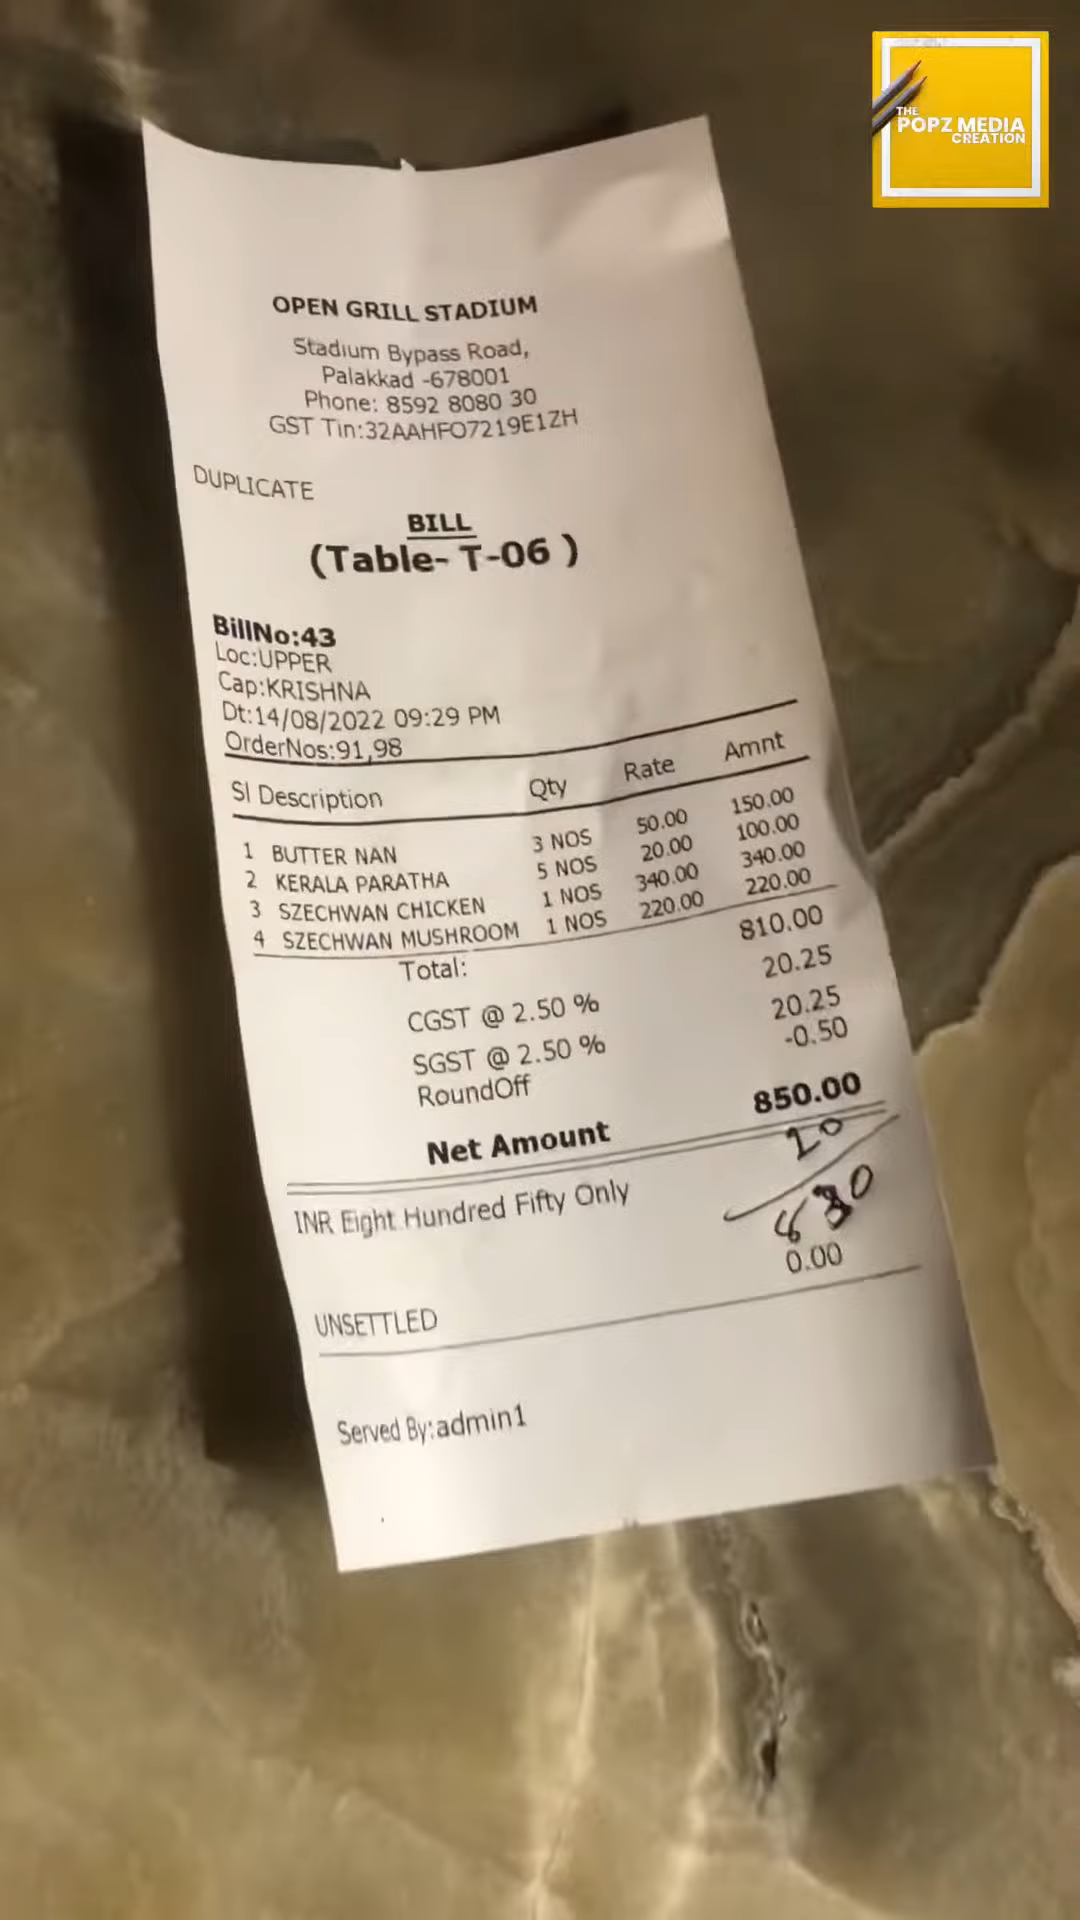 THE
POPZ MEDIA
CREATION
OPEN GRILL STADIUM
Stadium Bypass Road,
Palakkad -678001
Phone: 8592 8080 30
GST Tin:32AAHFO7219E1ZH
DUPLICATE
BILL
(Table- T-06 )
BillNo:43
Loc:UPPER
Cap:KRISHNA
Dt:14/08/2022 09:29 PM
OrderNos:91,98
Sl Description Qty Rate Amnt
1 BUTTER NAN 3 NOS 50.00 150.00
2 KERALA PARATHA 5 NOS 20.00 100.00
3 SZECHWAN CHICKEN 1 NOS 340.00 340.00
4 SZECHWAN MUSHROOM 1 NOS 220.00 220.00
Total: 810.00
CGST @ 2.50 % 20.25
SGST @ 2.50 % 20.25
RoundOff -0.50
Net Amount 850.00
20
INR Eight Hundred Fifty Only
0.00
UNSETTLED
Served By:admin1